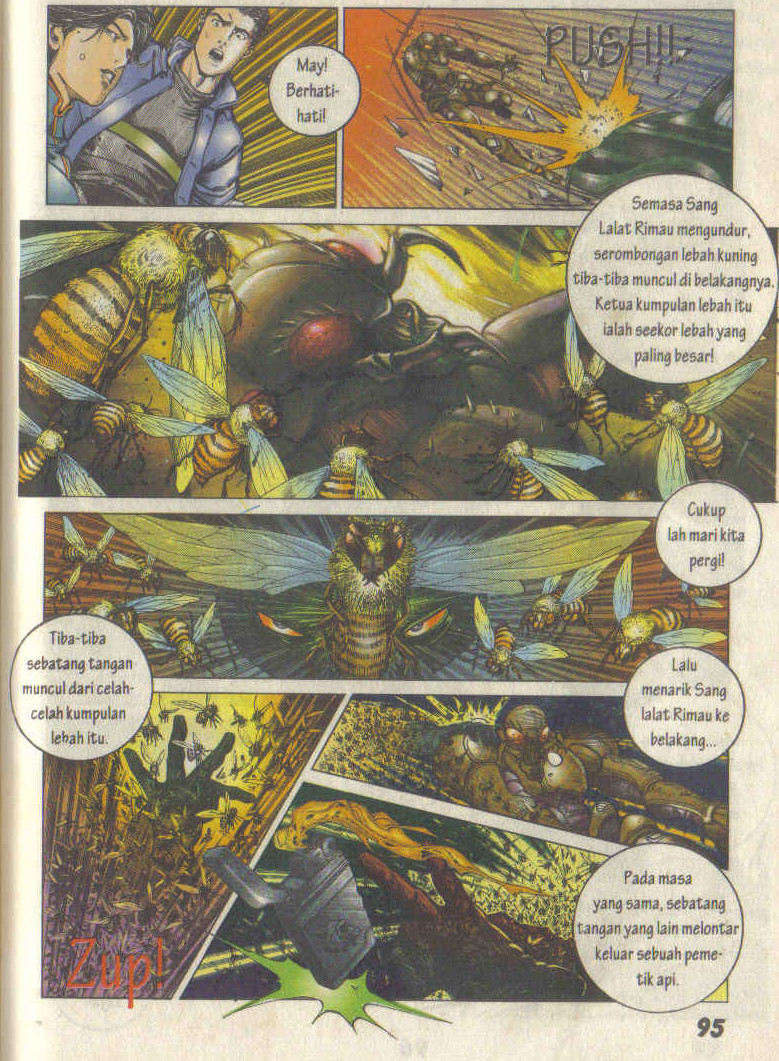 May!
Berhati-
hati!
PUSH!!
Semasa Sang
Lalat Rimau mengundur,
serombongan lebah kuning
tiba-tiba muncul di belakangnya.
Ketua kumpulan lebah itu
ialah seekor lebah yang
paling besar!
Cukup
lah mari kita
pergi!
Tiba-tiba
sebatang tangan
muncul dari celah-
celah kumpulan
lebah itu.
Lalu
menarik Sang
lalat Rimau ke
belakang...
Zup!
Pada masa
yang sama, sebatang
tangan yang lain melontar
keluar sebuah peme-
tik api.
95